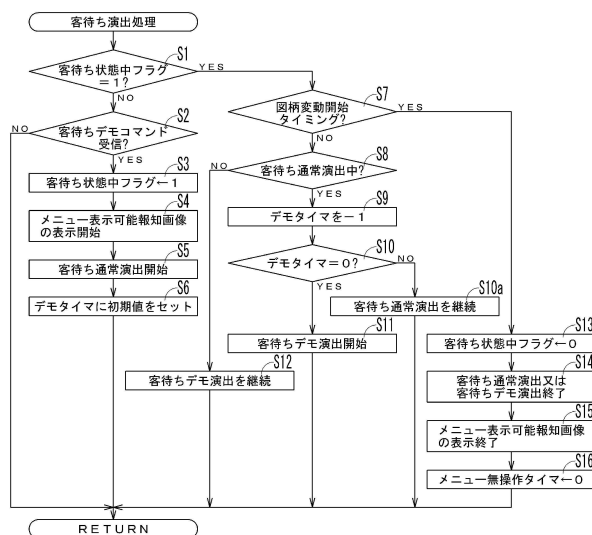 客待ち演出処理
S1
客待ち状態中フラグ
＝１？
YES
NO
S2
客待ちデモコマンド
受信？
NO
YES
S3
客待ち状態中フラグ←１
S4
メニュー表示可能報知画像
の表示開始
S5
客待ち通常演出開始
S6
デモタイマに初期値をセット
S7
図柄変動開始
タイミング？
YES
NO
S8
客待ち通常演出中？
NO
YES
S9
デモタイマを－１
S10
デモタイマ＝０？
NO
YES
S10a
客待ち通常演出を継続
S11
客待ちデモ演出開始
S12
客待ちデモ演出を継続
S13
客待ち状態中フラグ←０
S14
客待ち通常演出又は
客待ちデモ演出終了
S15
メニュー表示可能報知画像
の表示終了
S16
メニュー無操作タイマ←０
RETURN